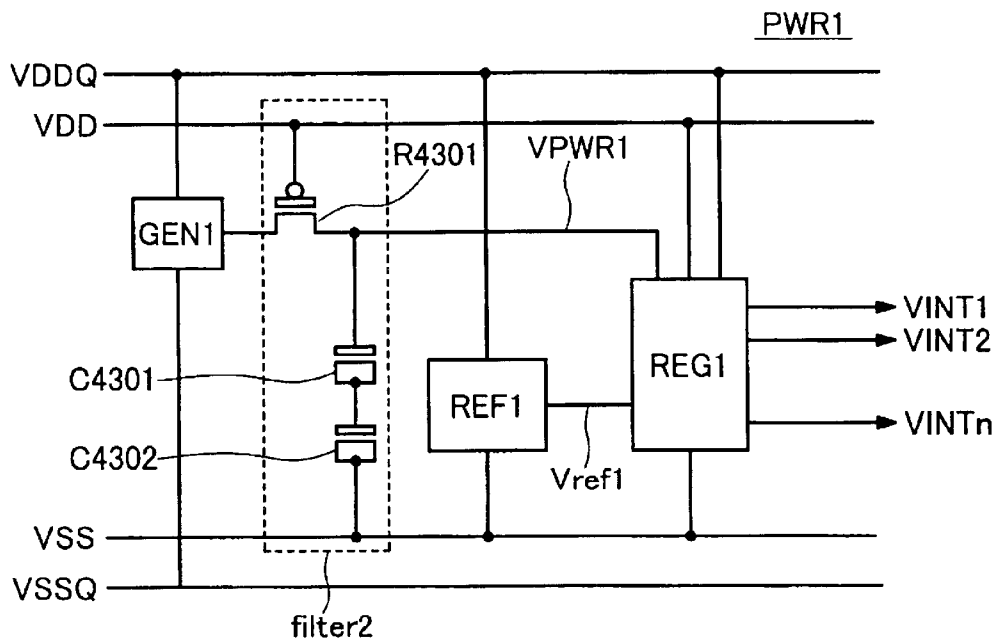 PWR1
VDDQ
VDD
R4301
VPWR1
GEN1
VINT1
VINT2
REG1
C4301
REF1
VINTn
C4302
Vref1
VSS
VSSQ
filter2